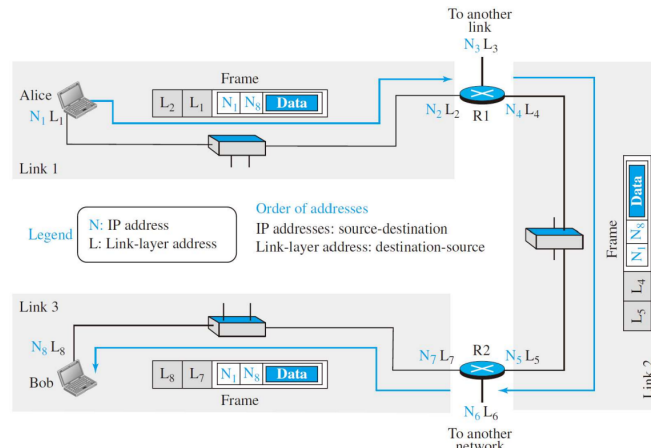 To another
link
N3 L3
Frame
Alice
N1 L1
L2 L1 N1 N8 Data
N2 L2
R1
N4 L4
Link 1
Legend
N: IP address
L: Link-layer address
Order of addresses
IP addresses: source-destination
Link-layer address: destination-source
Frame
L5 L4 N1 N8 Data
Link 2
Link 3
N8 L8
Bob
L8 L7 N1 N8 Data
Frame
N7 L7
R2
N5 L5
N6 L6
To another
network